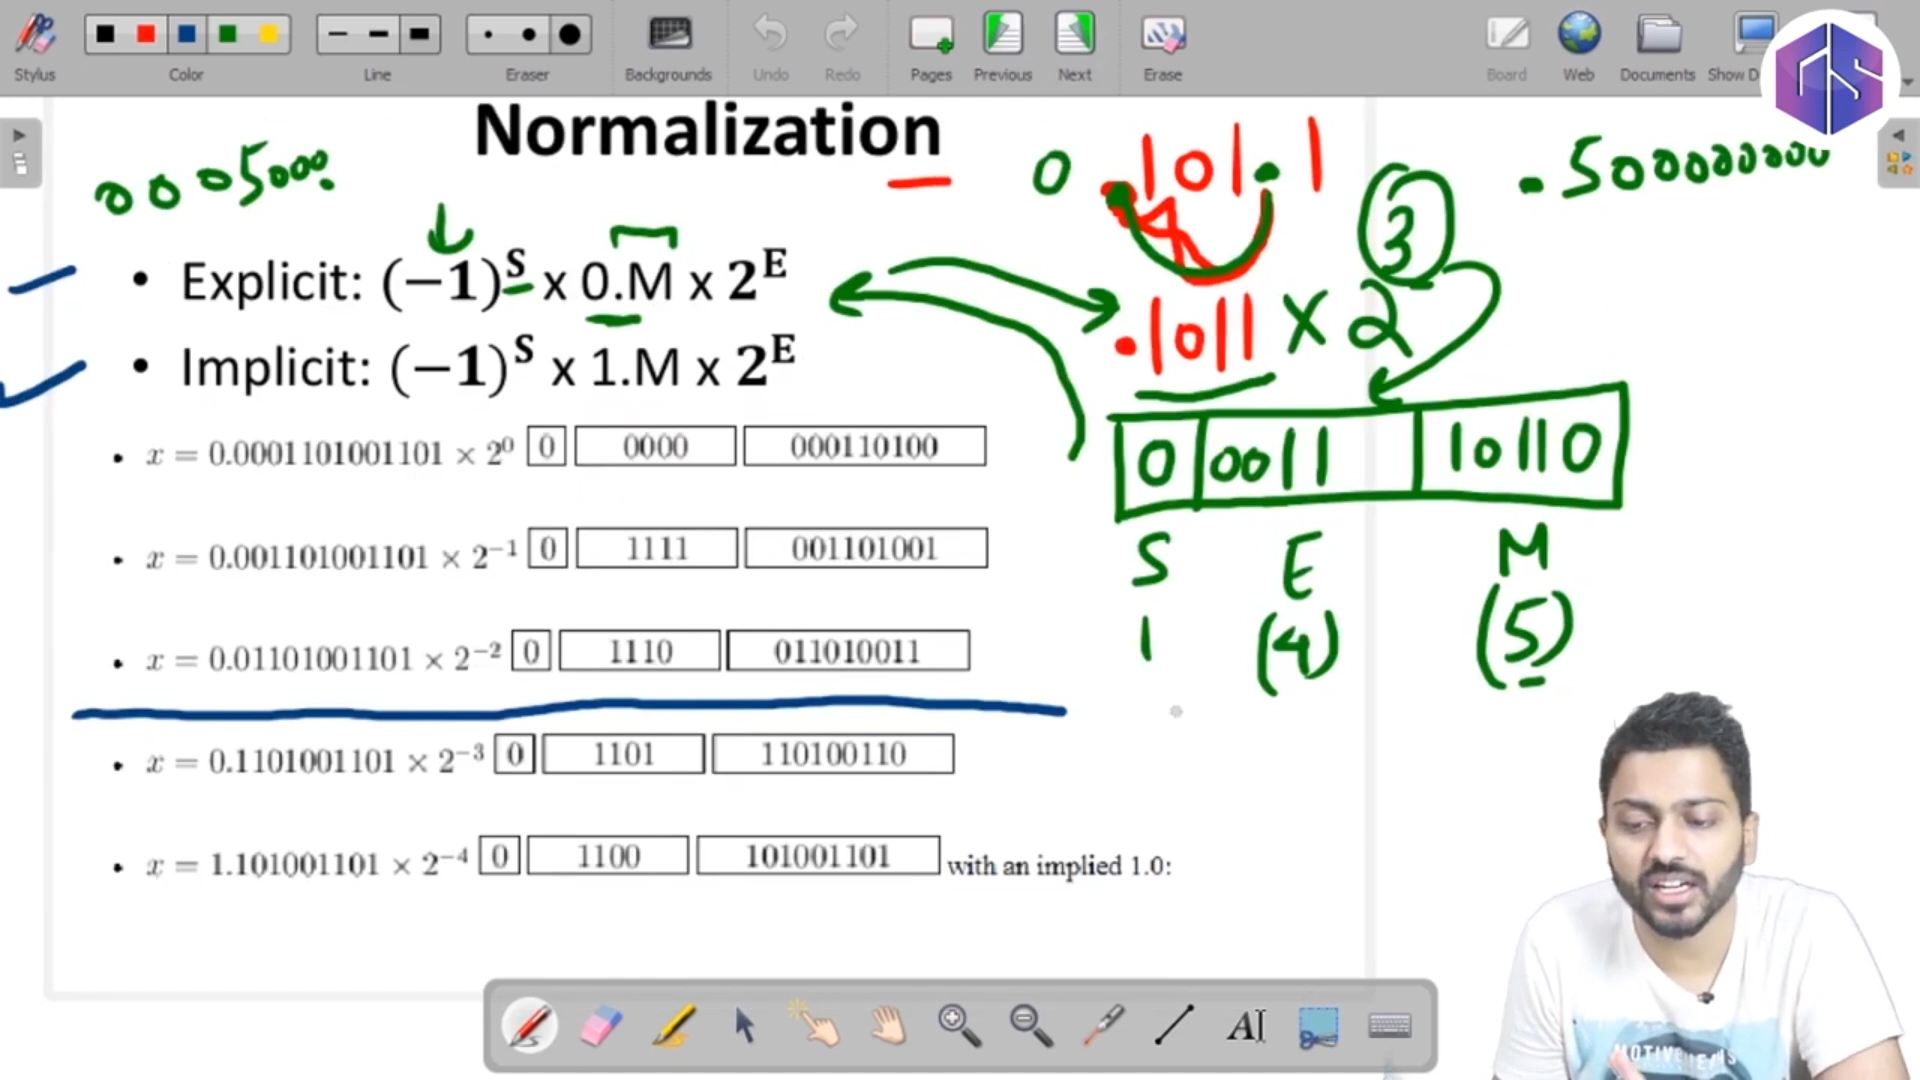 Stylus Color Line Eraser Backgrounds Undo Redo Pages Previous Next Erase Board Web Documents Show D
Normalization
0005000.
0 .101.1
.500000000
• Explicit: (−1)^S x 0.M x 2^E
.1011 x 2^3
• Implicit: (−1)^S x 1.M x 2^E
• x = 0.0001101001101 × 2^0 0 0000 000110100
0 0011 10110
• x = 0.001101001101 × 2^−1 0 1111 001101001
S E M
• x = 0.01101001101 × 2^−2 0 1110 011010011
1 (4) (5)
• x = 0.1101001101 × 2^−3 0 1101 110100110
• x = 1.101001101 × 2^−4 0 1100 101001101 with an implied 1.0: